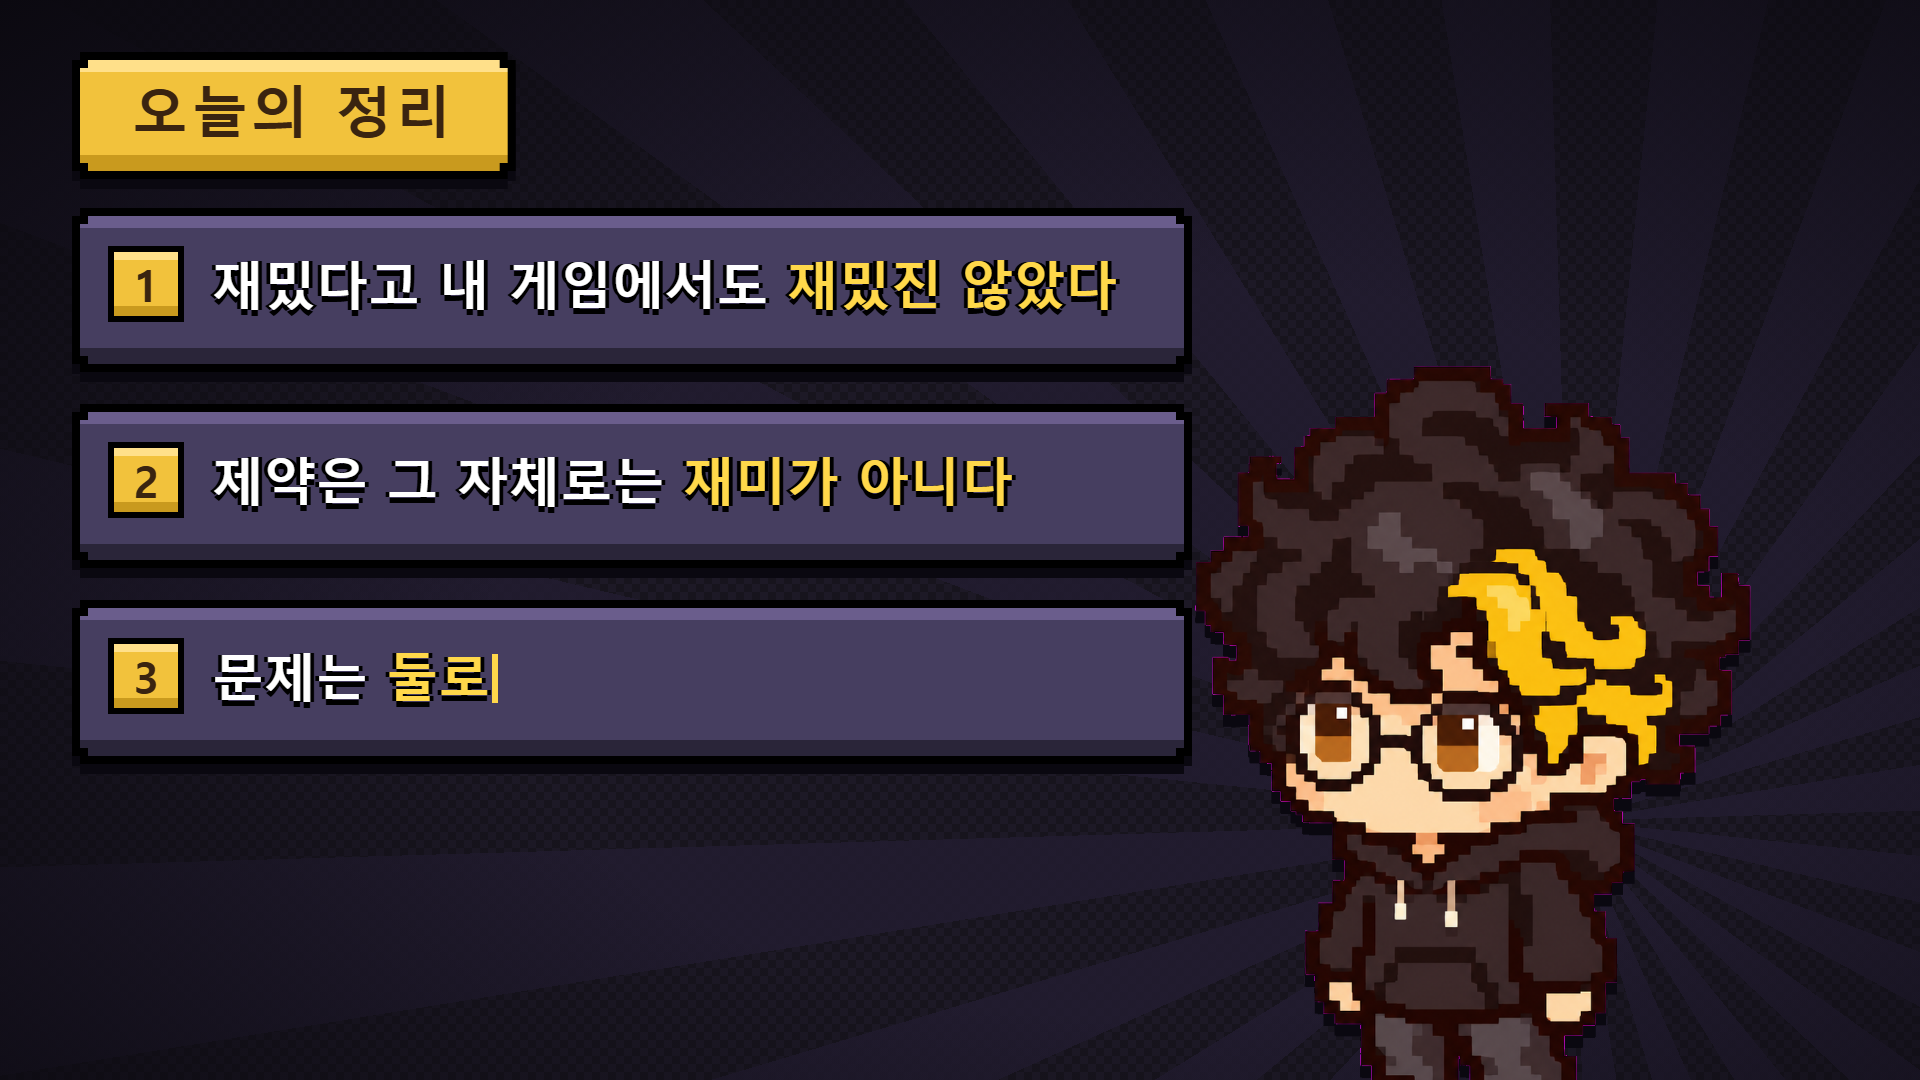 오늘의 정리
1 재밌다고 내 게임에서도 재밌진 않았다
2 제약은 그 자체로는 재미가 아니다
3 문제는 둘로